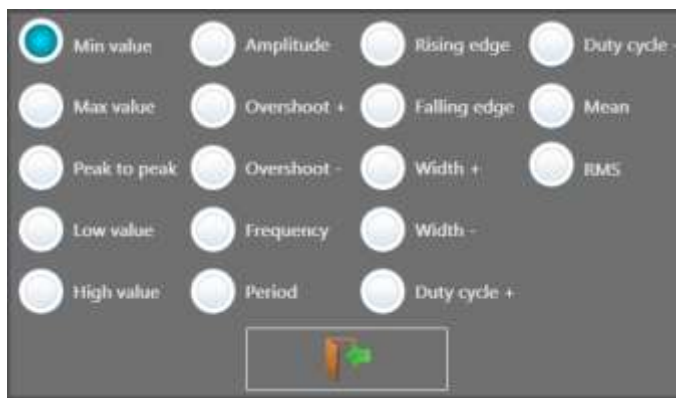 Min value
Max value
Peak to peak
Low value
High value
Amplitude
Overshoot +
Overshoot -
Frequency
Period
Rising edge
Falling edge
Width +
Width -
Duty cycle +
Duty cycle -
Mean
RMS